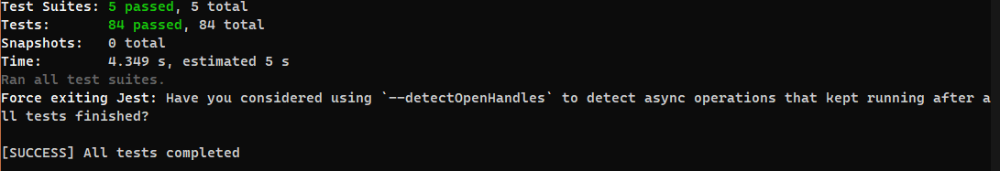 Test Suites: 5 passed, 5 total
Tests:       84 passed, 84 total
Snapshots:   0 total
Time:        4.349 s, estimated 5 s
Ran all test suites.
Force exiting Jest: Have you considered using `--detectOpenHandles` to detect async operations that kept running after a
ll tests finished?
[SUCCESS] All tests completed